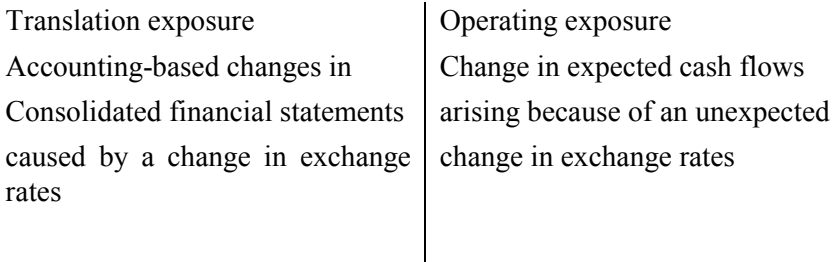 Translation exposure
Accounting-based changes in
Consolidated financial statements
caused by a change in exchange
rates
Operating exposure
Change in expected cash flows
arising because of an unexpected
change in exchange rates